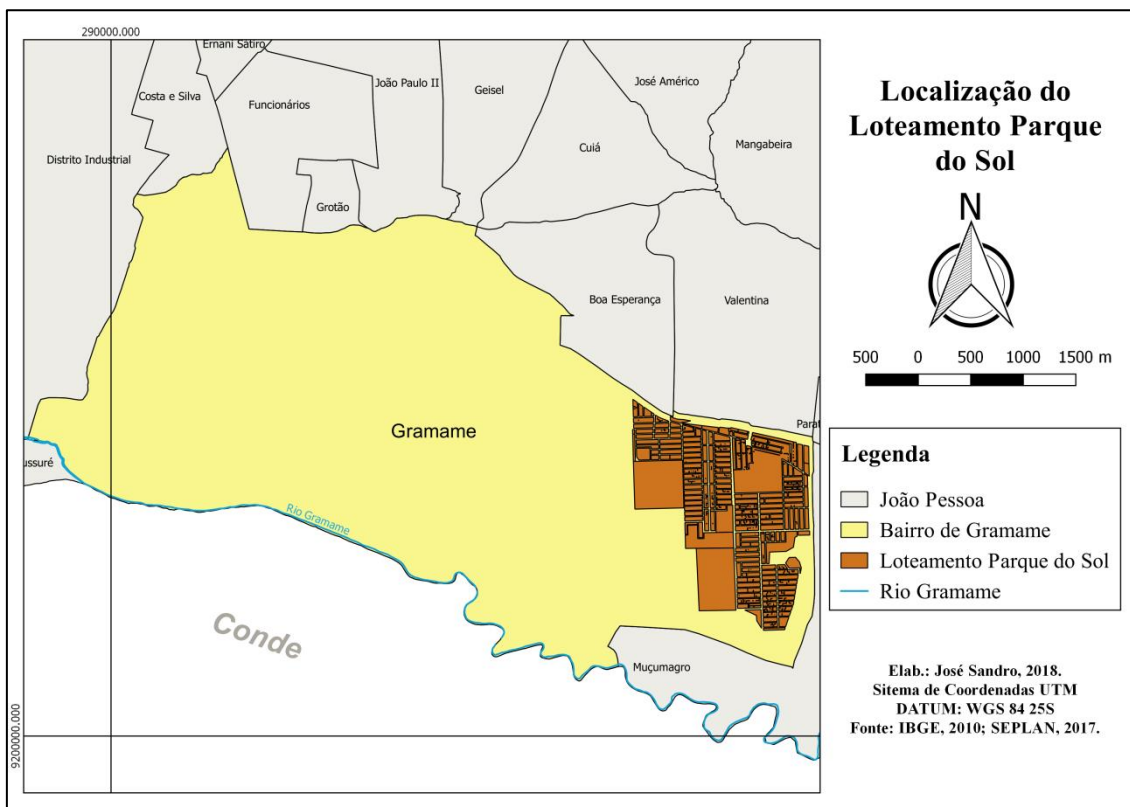 290000.000
Ernani Sátiro
João Paulo II
Geisel
José Américo
Costa e Silva
Funcionários
Cuiá
Mangabeira
Distrito Industrial
Grotão
Boa Esperança
Valentina
Gramame
Parat
ussuré
Rio Gramame
Conde
Muçumagro
9200000.000
Localização do
Loteamento Parque
do Sol
N
500 0 500 1000 1500 m
Legenda
João Pessoa
Bairro de Gramame
Loteamento Parque do Sol
Rio Gramame
Elab.: José Sandro, 2018.
Sitema de Coordenadas UTM
DATUM: WGS 84 25S
Fonte: IBGE, 2010; SEPLAN, 2017.